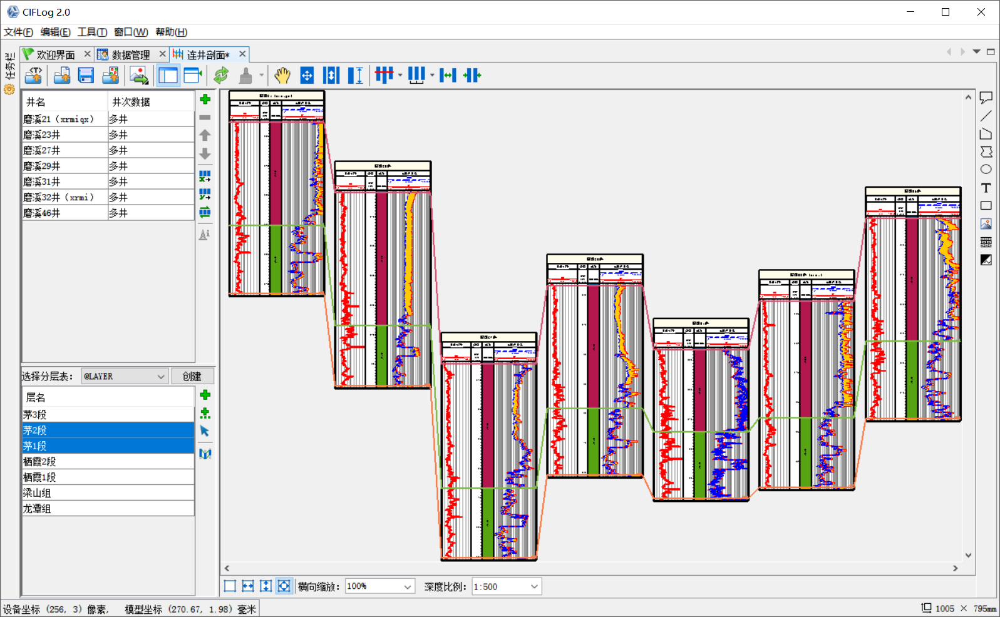 CIFLog 2.0
文件(F) 编辑(E) 工具(T) 窗口(W) 帮助(H)
任务栏
欢迎界面 数据管理 连井剖面*
井名 井次数据
磨溪21（xrmiqx） 多井
磨溪23井 多井
磨溪27井 多井
磨溪29井 多井
磨溪31井 多井
磨溪32井（xrmi） 多井
磨溪46井 多井
选择分层表： @LAYER 创建
层名
茅3段
茅2段
茅1段
栖霞2段
栖霞1段
梁山组
龙潭组
横向缩放： 100% 深度比例： 1:500
设备坐标 (256, 3) 像素, 模型坐标 (270.67, 1.98) 毫米
1005 × 795mm